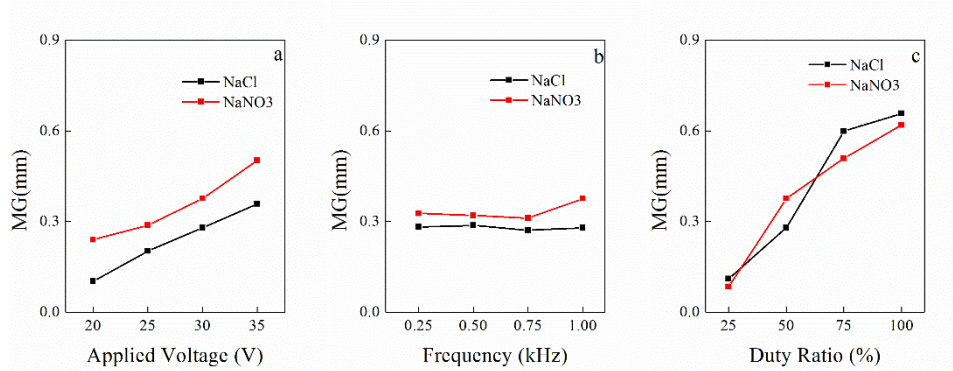 a
0.9
0.6
0.3
0.0
MG(mm)
NaCl
NaNO3
20 25 30 35
Applied Voltage (V)
b
0.9
0.6
0.3
0.0
MG(mm)
NaCl
NaNO3
0.25 0.50 0.75 1.00
Frequency (kHz)
c
0.9
0.6
0.3
0.0
MG(mm)
NaCl
NaNO3
25 50 75 100
Duty Ratio (%)